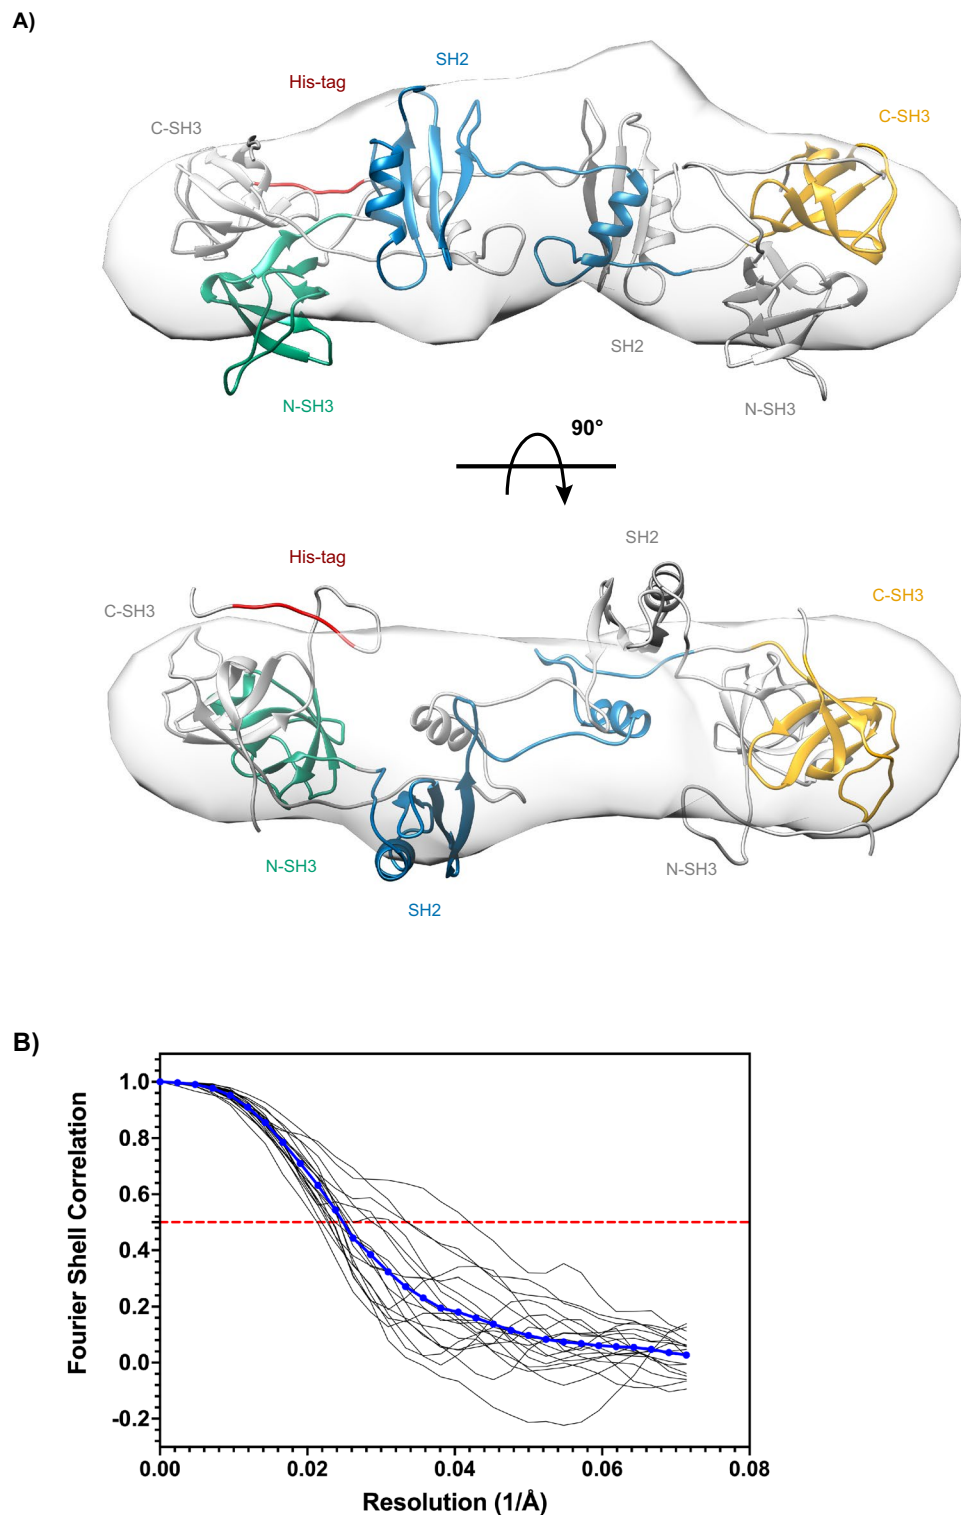 A)
SH2
His-tag
C-SH3
C-SH3
SH2
N-SH3
N-SH3
90°
SH2
His-tag
C-SH3
C-SH3
N-SH3
N-SH3
SH2
B)
1.0
0.8
0.6
0.4
0.2
0.0
-0.2
Fourier Shell Correlation
0.00 0.02 0.04 0.06 0.08
Resolution (1/Å)